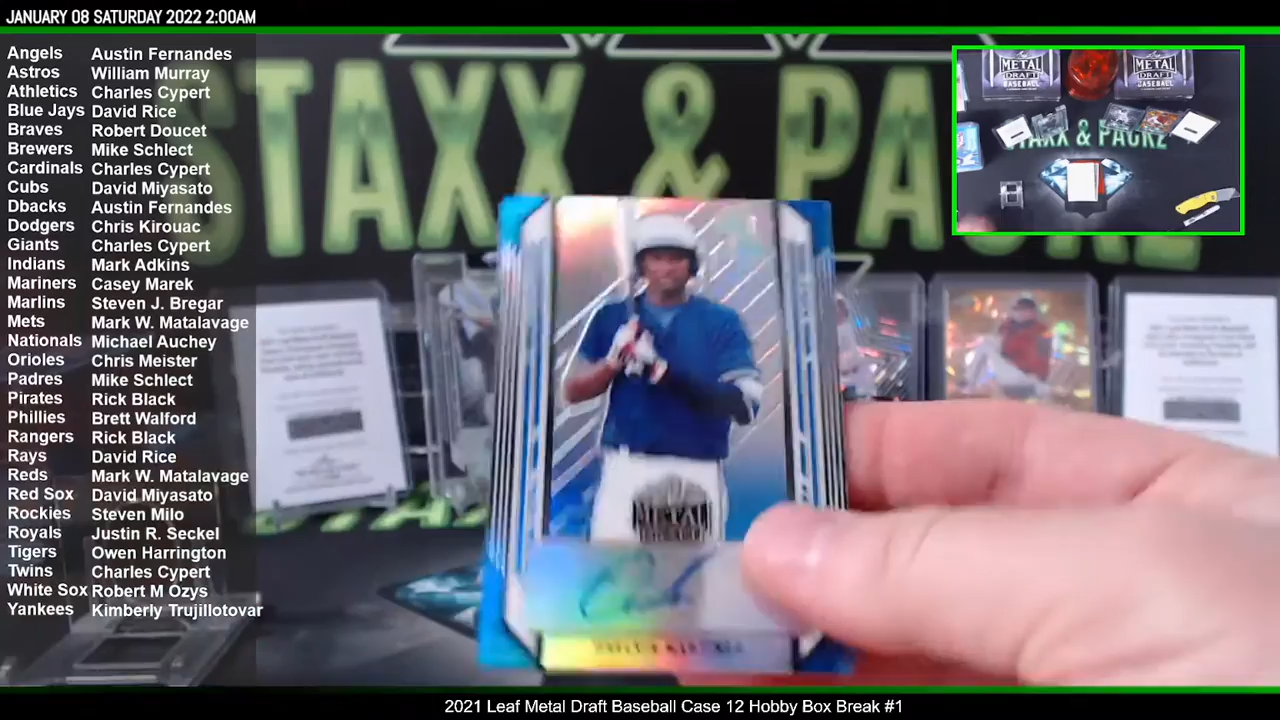 JANUARY 08 SATURDAY 2022 2:00AM
Angels Austin Fernandes
Astros William Murray
Athletics Charles Cypert
Blue Jays David Rice
Braves Robert Doucet
Brewers Mike Schlect
Cardinals Charles Cypert
Cubs David Miyasato
Dbacks Austin Fernandes
Dodgers Chris Kirouac
Giants Charles Cypert
Indians Mark Adkins
Mariners Casey Marek
Marlins Steven J. Bregar
Mets Mark W. Matalavage
Nationals Michael Auchey
Orioles Chris Meister
Padres Mike Schlect
Pirates Rick Black
Phillies Brett Walford
Rangers Rick Black
Rays David Rice
Reds Mark W. Matalavage
Red Sox David Miyasato
Rockies Steven Milo
Royals Justin R. Seckel
Tigers Owen Harrington
Twins Charles Cypert
White Sox Robert M Ozys
Yankees Kimberly Trujillotovar
STAXX & PACKZ
METAL
METAL DRAFT BASEBALL
METAL DRAFT BASEBALL
STAXX & PACKZ
2021 Leaf Metal Draft Baseball Case 12 Hobby Box Break #1